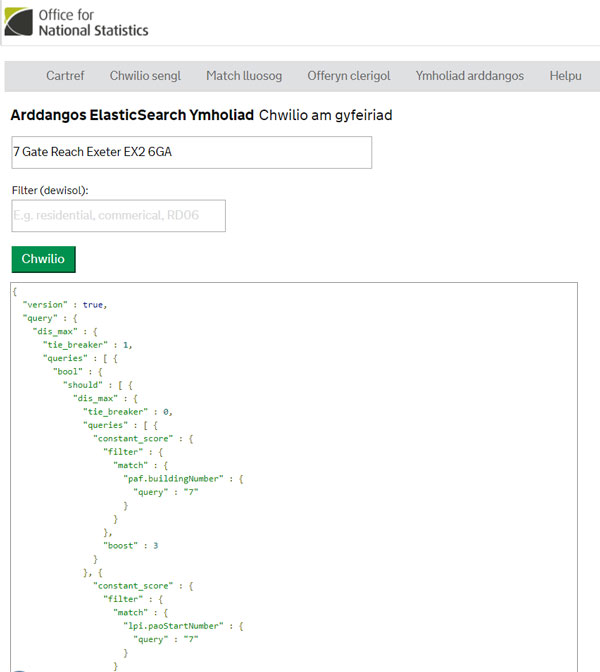 Office for
National Statistics
Cartref Chwilio sengl Match lluosog Offeryn clerigol Ymholiad arddangos Helpu
Arddangos ElasticSearch Ymholiad Chwilio am gyfeiriad
7 Gate Reach Exeter EX2 6GA
Filter (dewisol):
E.g. residential, commerical, RD06
Chwilio
{
"version" : true,
"query" : {
"dis_max" : {
"tie_breaker" : 1,
"queries" : [ {
"bool" : {
"should" : [ {
"dis_max" : {
"tie_breaker" : 0,
"queries" : [ {
"constant_score" : {
"filter" : {
"match" : {
"paf.buildingNumber" : {
"query" : "7"
}
}
},
"boost" : 3
}
}, {
"constant_score" : {
"filter" : {
"match" : {
"lpi.paoStartNumber" : {
"query" : "7"
}
}